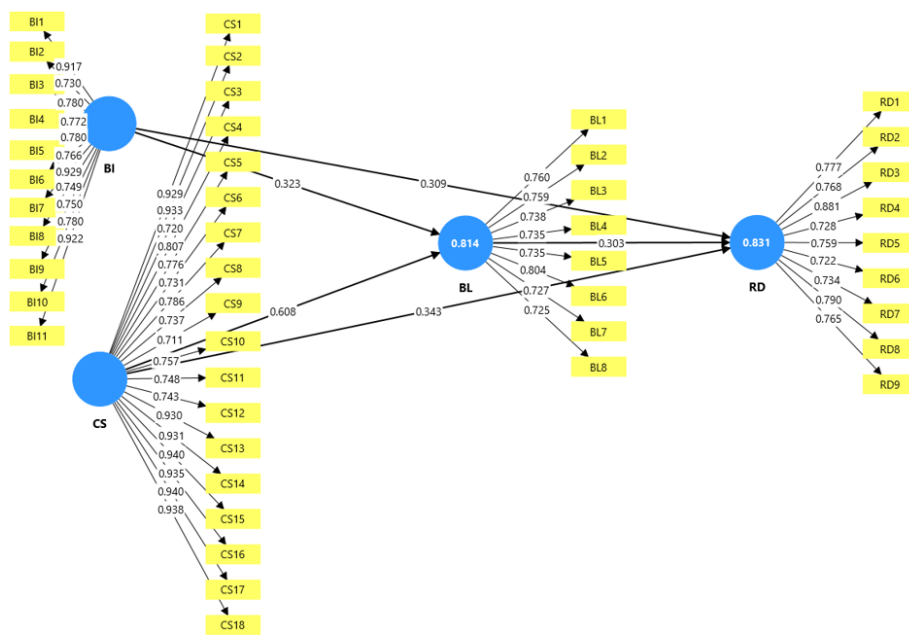 BI1
BI2
BI3
BI4
BI5
BI6
BI7
BI8
BI9
BI10
BI11
0.917
0.730
0.780
0.772
0.780
0.766
0.929
0.749
0.750
0.780
0.922
BI
CS1
CS2
CS3
CS4
CS5
CS6
CS7
CS8
CS9
CS10
CS11
CS12
CS13
CS14
CS15
CS16
CS17
CS18
0.929
0.933
0.720
0.807
0.776
0.731
0.786
0.737
0.711
0.757
0.748
0.743
0.930
0.931
0.940
0.935
0.940
0.938
CS
0.323
0.309
0.608
0.343
0.303
0.814
BL
BL1
BL2
BL3
BL4
BL5
BL6
BL7
BL8
0.760
0.759
0.738
0.735
0.735
0.804
0.727
0.725
0.831
RD
RD1
RD2
RD3
RD4
RD5
RD6
RD7
RD8
RD9
0.777
0.768
0.881
0.728
0.759
0.722
0.734
0.790
0.765